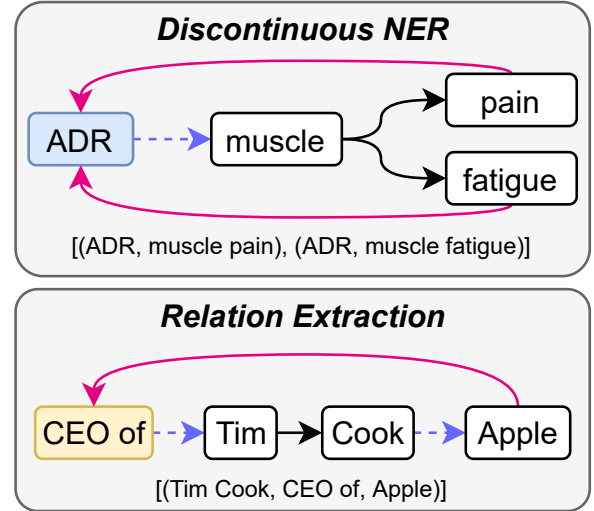 Discontinuous NER
pain
ADR
muscle
fatigue
[(ADR, muscle pain), (ADR, muscle fatigue)]
Relation Extraction
CEO of
Tim
Cook
Apple
[(Tim Cook, CEO of, Apple)]